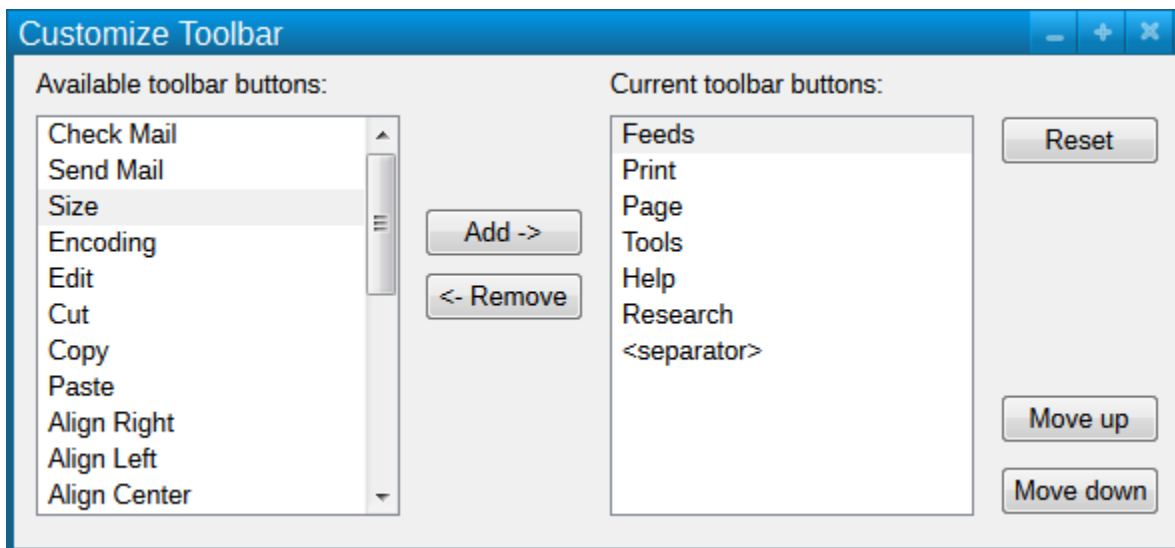 Customize Toolbar
Available toolbar buttons:
Check Mail
Send Mail
Size
Encoding
Edit
Cut
Copy
Paste
Align Right
Align Left
Align Center
Add ->
<- Remove
Current toolbar buttons:
Feeds
Print
Page
Tools
Help
Research
<separator>
Reset
Move up
Move down